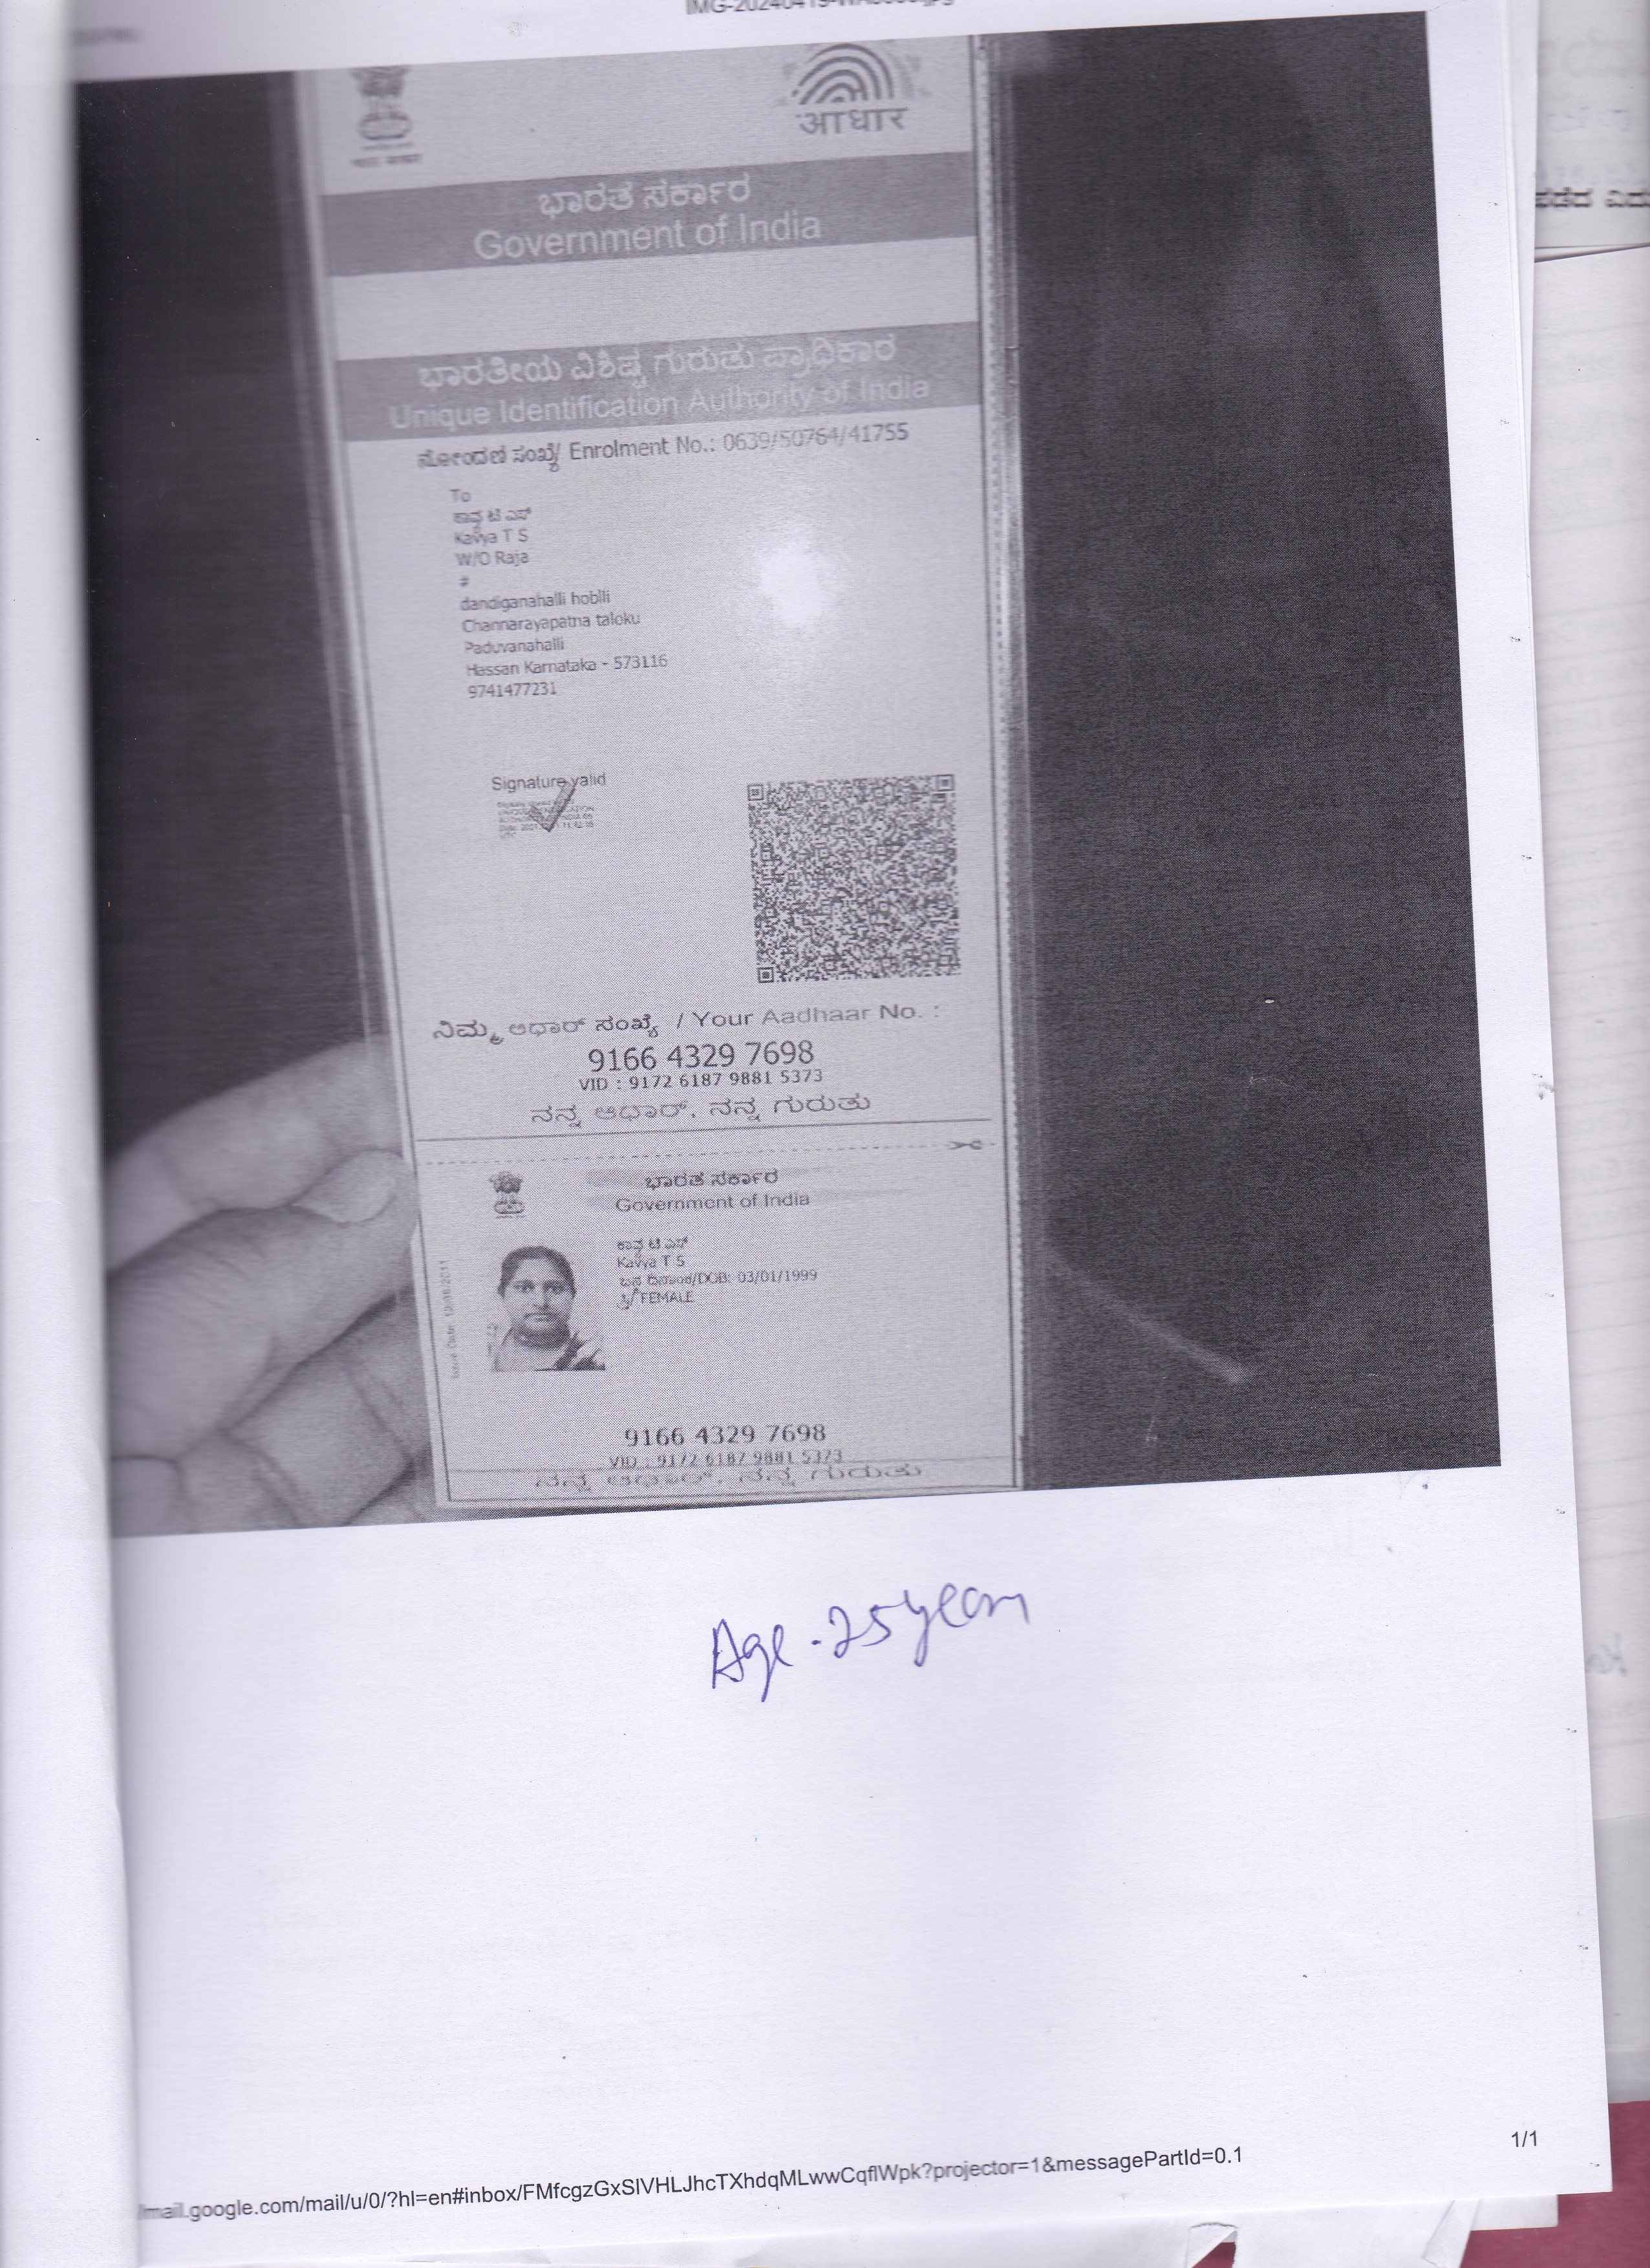 आधार
ಭಾರತ ಸರ್ಕಾರ
Government of India
ಭಾರತೀಯ ವಿಶಿಷ್ಟ ಗುರುತು ಪ್ರಾಧಿಕಾರ
Unique Identification Authority of India
ನೋಂದಣಿ ಸಂಖ್ಯೆ/ Enrolment No.: 0639/50764/41755
To
ಕಾವ್ಯ ಟಿ ಎಸ್
Kavya T S
W/O Raja
#
dandiganahalli hoblli
Channarayapatna taloku
Paduvanahalli
Hassan Karnataka - 573116
9741477231
Signature valid
ನಿಮ್ಮ ಆಧಾರ್ ಸಂಖ್ಯೆ / Your Aadhaar No. :
9166 4329 7698
VID : 9172 6187 9881 5373
ನನ್ನ ಆಧಾರ್, ನನ್ನ ಗುರುತು
ಭಾರತ ಸರ್ಕಾರ
Government of India
ಕಾವ್ಯ ಟಿ ಎಸ್
Kavya T S
/DOB: 03/01/1999
/ FEMALE
9166 4329 7698
VID : 9172 6187 9881 5373
ನನ್ನ ಆಧಾರ್, ನನ್ನ ಗುರುತು
Age - 25 years
/mail.google.com/mail/u/0/?hl=en#inbox/FMfcgzGxSlVHLJhcTXhdqMLwwCqflWpk?projector=1&messagePartId=0.1
1/1